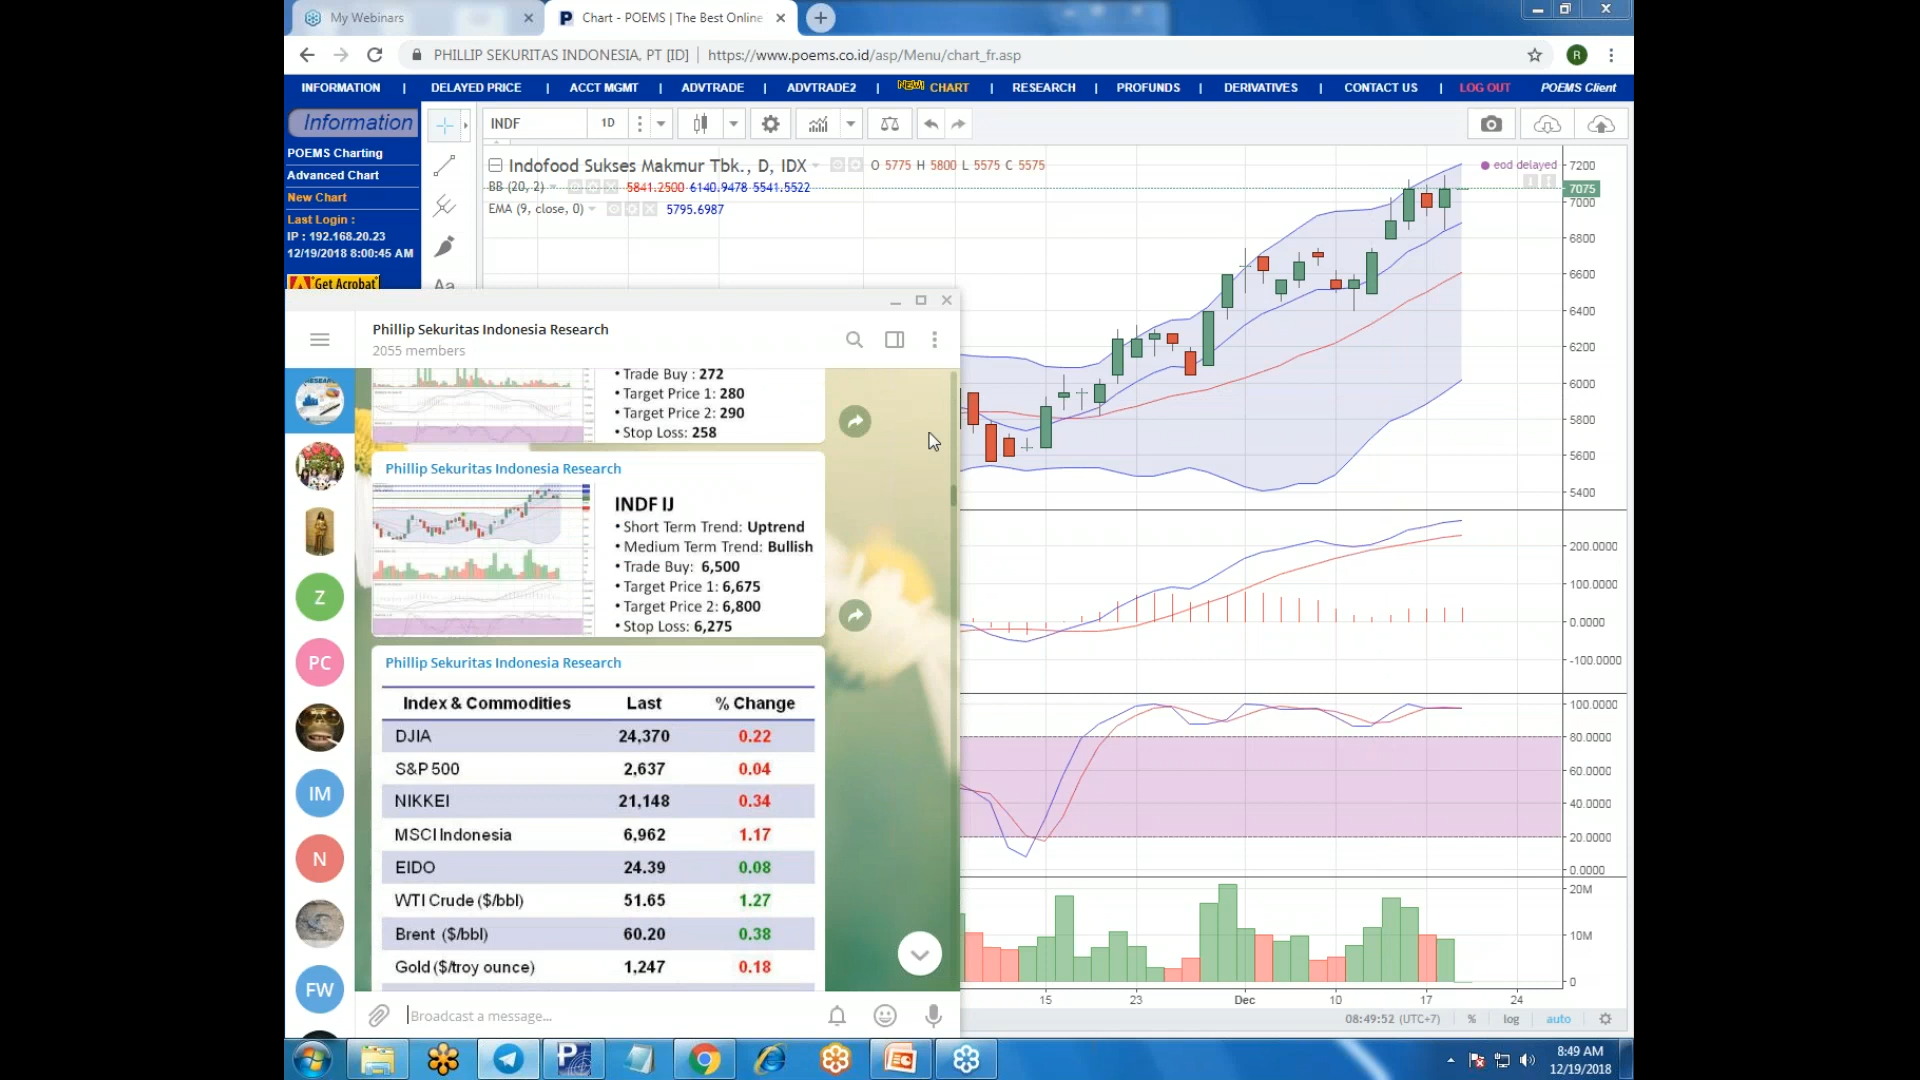 My Webinars
Chart - POEMS | The Best Online
PHILLIP SEKURITAS INDONESIA, PT [ID] | https://www.poems.co.id/asp/Menu/chart_fr.asp
R
INFORMATION | DELAYED PRICE | ACCT MGMT | ADVTRADE | ADVTRADE2 | NEW! CHART | RESEARCH | PROFUNDS | DERIVATIVES | CONTACT US | LOG OUT POEMS Client
Information
POEMS Charting
Advanced Chart
New Chart
Last Login :
IP : 192.168.20.23
12/19/2018 8:00:45 AM
Get Acrobat
INDF 1D
Indofood Sukses Makmur Tbk., D, IDX O 5775 H 5800 L 5575 C 5575
BB (20, 2) 5841.2500 6140.9478 5541.5522
EMA (9, close, 0) 5795.6987
eod delayed
7200
7075
7000
6800
6600
6400
6200
6000
5800
5600
5400
200.0000
100.0000
0.0000
-100.0000
100.0000
80.0000
60.0000
40.0000
20.0000
0.0000
20M
10M
0
15 23 Dec 10 17 24
08:49:52 (UTC+7) % log auto
Phillip Sekuritas Indonesia Research
2055 members
• Trade Buy : 272
• Target Price 1: 280
• Target Price 2: 290
• Stop Loss: 258
Phillip Sekuritas Indonesia Research
INDF IJ
• Short Term Trend: Uptrend
• Medium Term Trend: Bullish
• Trade Buy: 6,500
• Target Price 1: 6,675
• Target Price 2: 6,800
• Stop Loss: 6,275
Phillip Sekuritas Indonesia Research
Index & Commodities Last % Change
DJIA 24,370 0.22
S&P 500 2,637 0.04
NIKKEI 21,148 0.34
MSCI Indonesia 6,962 1.17
EIDO 24.39 0.08
WTI Crude ($/bbl) 51.65 1.27
Brent ($/bbl) 60.20 0.38
Gold ($/troy ounce) 1,247 0.18
Z
PC
IM
N
FW
Broadcast a message...
8:49 AM
12/19/2018